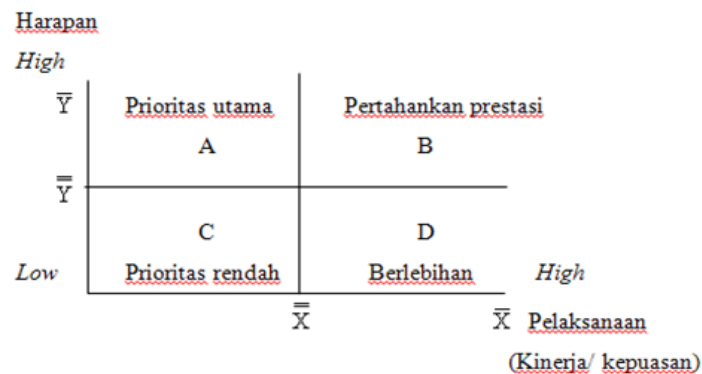 Harapan
High
Y̅ Prioritas utama Pertahankan prestasi
A B
Y̿
C D
Low Prioritas rendah Berlebihan High
X̿ X̅ Pelaksanaan
(Kinerja/ kepuasan)